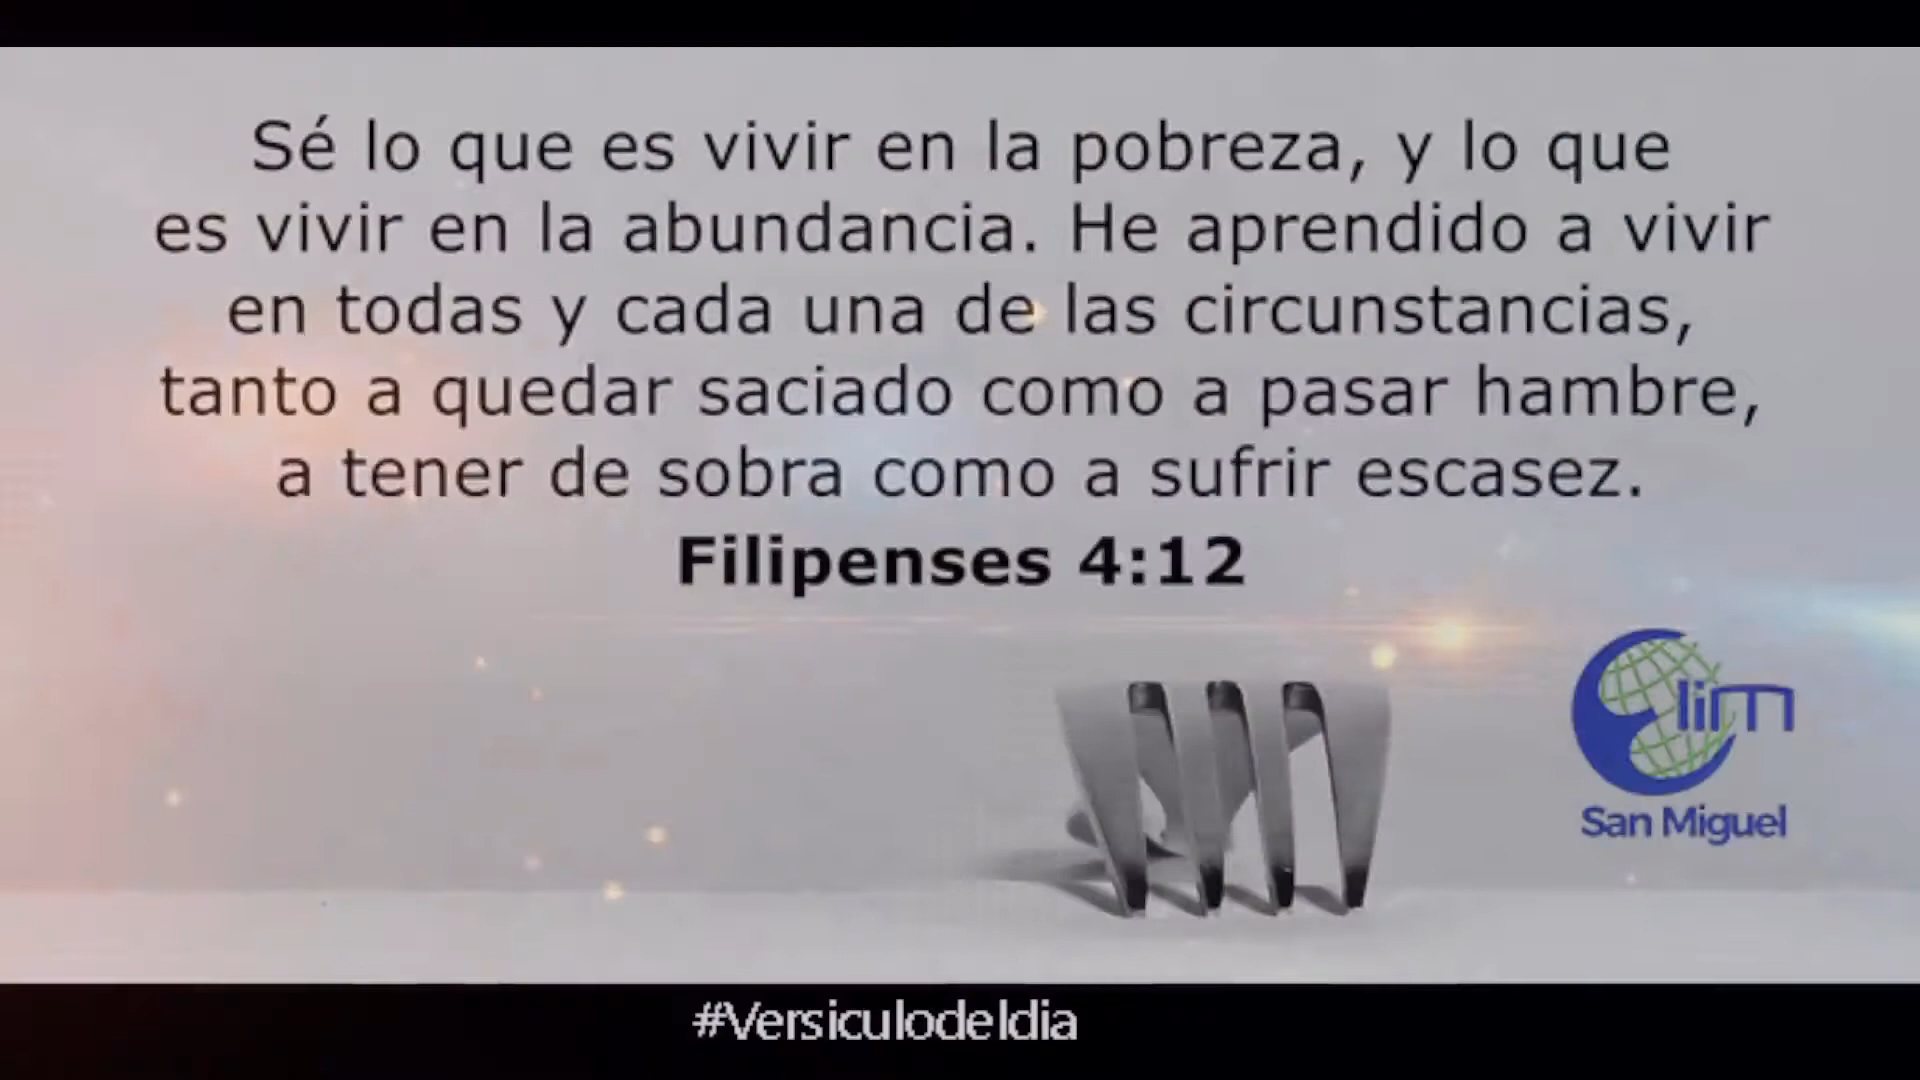 Sé lo que es vivir en la pobreza, y lo que
es vivir en la abundancia. He aprendido a vivir
en todas y cada una de las circunstancias,
tanto a quedar saciado como a pasar hambre,
a tener de sobra como a sufrir escasez.
Filipenses 4:12
Elim
San Miguel
#Versiculodeldia